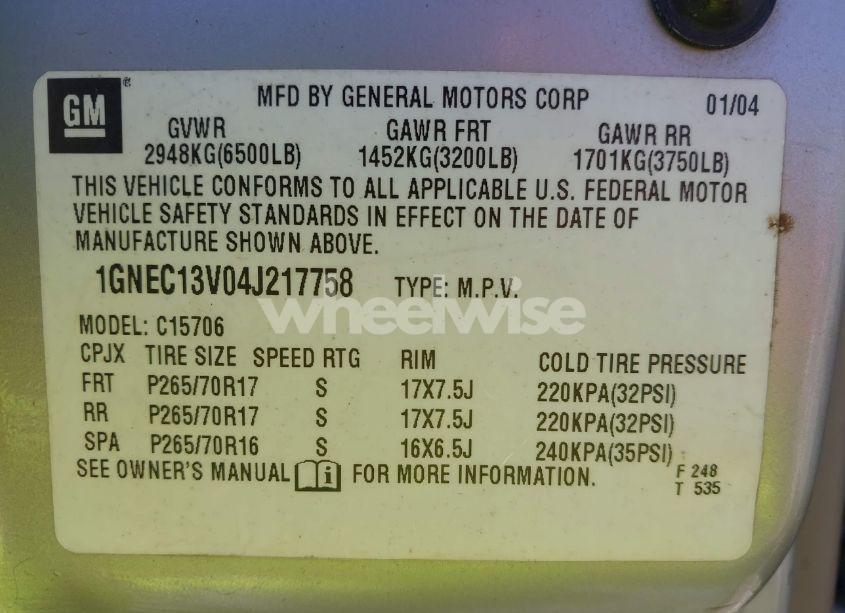 GM
MFD BY GENERAL MOTORS CORP 01/04
GVWR GAWR FRT GAWR RR
2948KG(6500LB) 1452KG(3200LB) 1701KG(3750LB)
THIS VEHICLE CONFORMS TO ALL APPLICABLE U.S. FEDERAL MOTOR
VEHICLE SAFETY STANDARDS IN EFFECT ON THE DATE OF
MANUFACTURE SHOWN ABOVE.
1GNEC13V04J217758 TYPE: M.P.V.
wheelwise
MODEL: C15706
CPJX TIRE SIZE SPEED RTG RIM COLD TIRE PRESSURE
FRT P265/70R17 S 17X7.5J 220KPA(32PSI)
RR P265/70R17 S 17X7.5J 220KPA(32PSI)
SPA P265/70R16 S 16X6.5J 240KPA(35PSI)
SEE OWNER'S MANUAL i FOR MORE INFORMATION. F 248
T 535